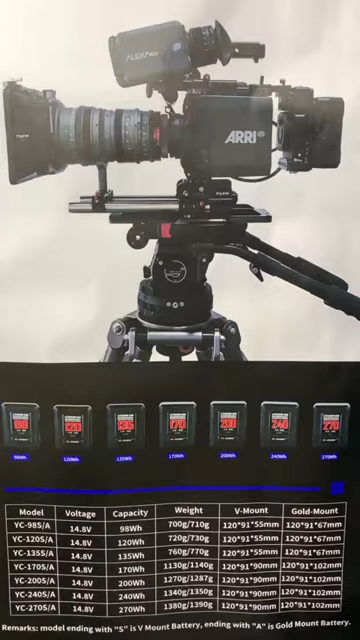 ALEXA
ARRI
98Wh 120Wh 135Wh 170Wh 200Wh 240Wh 270Wh
Model Voltage Capacity Weight V-Mount Gold-Mount
YC-98S/A 14.8V 98Wh 700g/710g 120*91*55mm 120*91*67mm
YC-120S/A 14.8V 120Wh 720g/730g 120*91*55mm 120*91*67mm
YC-135S/A 14.8V 135Wh 760g/770g 120*91*55mm 120*91*67mm
YC-170S/A 14.8V 170Wh 1130g/1140g 120*91*90mm 120*91*102mm
YC-200S/A 14.8V 200Wh 1270g/1287g 120*91*90mm 120*91*102mm
YC-240S/A 14.8V 240Wh 1340g/1350g 120*91*90mm 120*91*102mm
YC-270S/A 14.8V 270Wh 1380g/1390g 120*91*90mm 120*91*102mm
Remarks: model ending with "S" is V Mount Battery, ending with "A" is Gold Mount Battery.